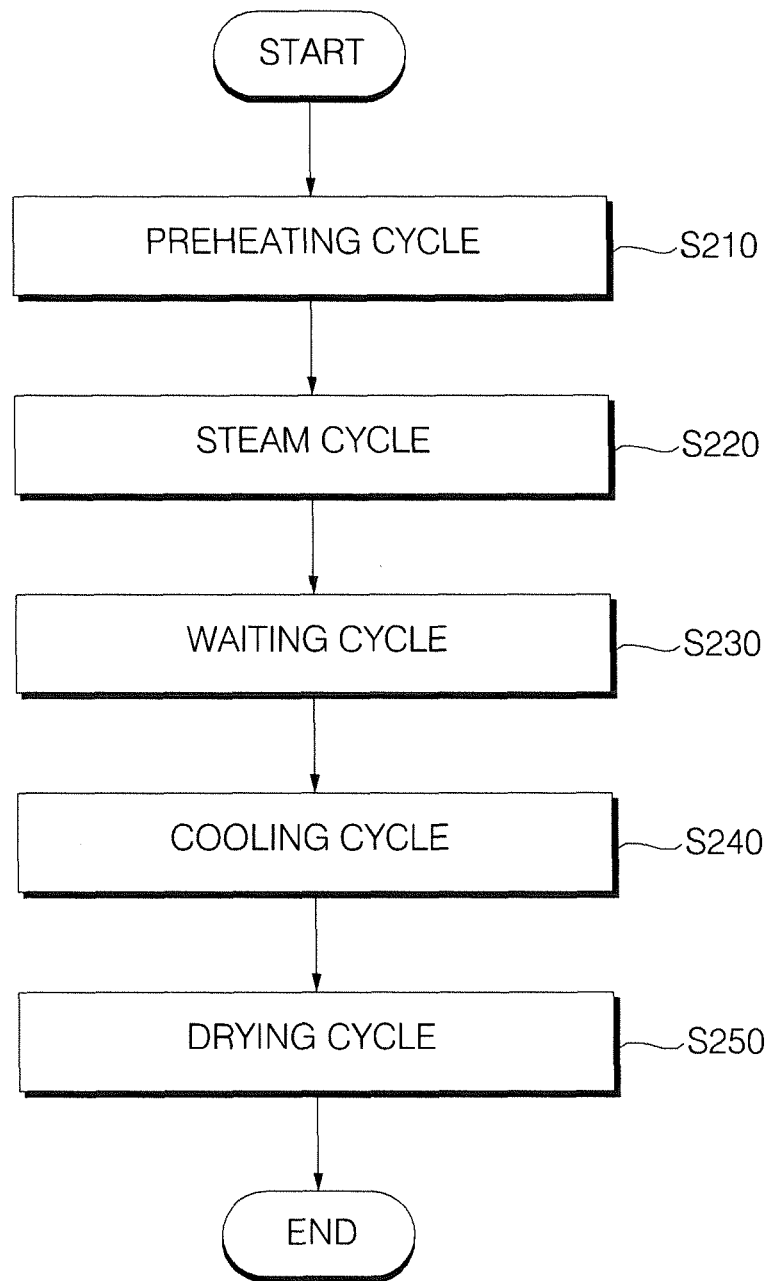 START
PREHEATING CYCLE
S210
STEAM CYCLE
S220
WAITING CYCLE
S230
COOLING CYCLE
S240
DRYING CYCLE
S250
END